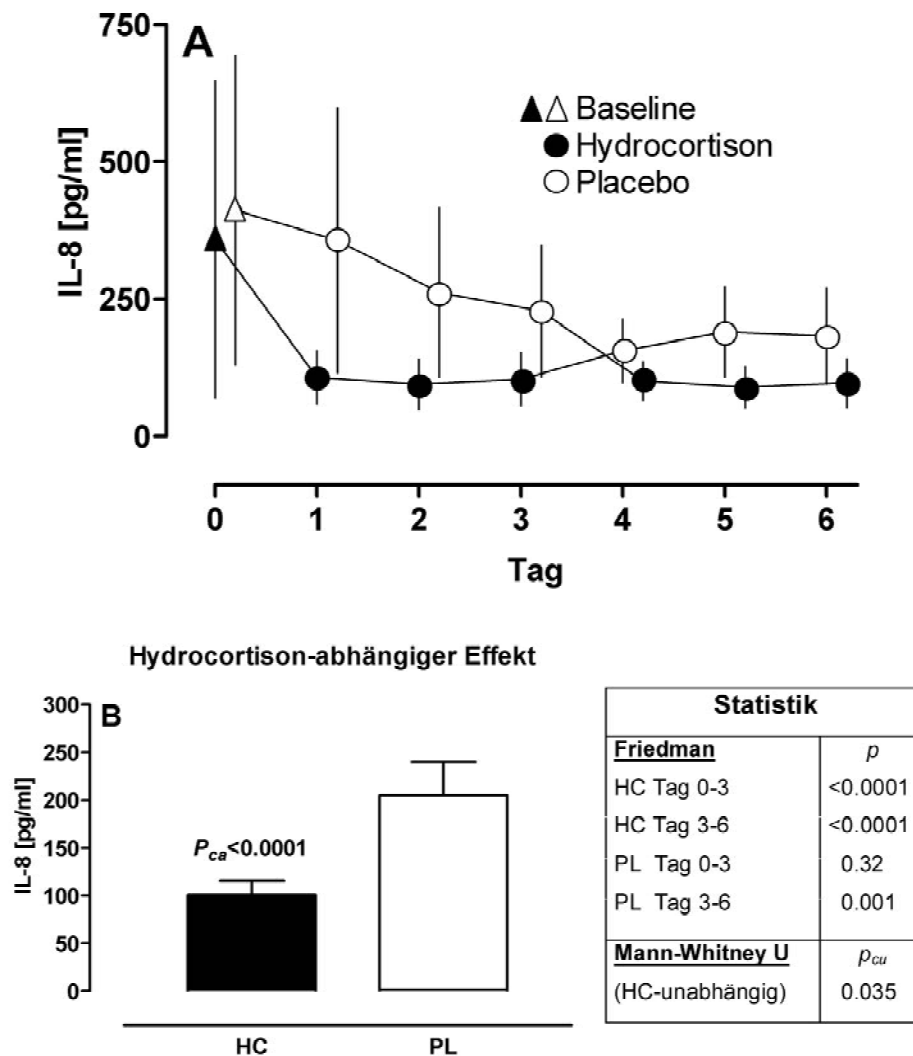 A
750
500
250
0
IL-8 [pg/ml]
Baseline
Hydrocortison
Placebo
0 1 2 3 4 5 6
Tag
Hydrocortison-abhängiger Effekt
B
300
250
200
150
100
50
0
IL-8 [pg/ml]
Pca<0.0001
HC PL
Statistik
Friedman p
HC Tag 0-3 <0.0001
HC Tag 3-6 <0.0001
PL Tag 0-3 0.32
PL Tag 3-6 0.001
Mann-Whitney U pcu
(HC-unabhängig) 0.035